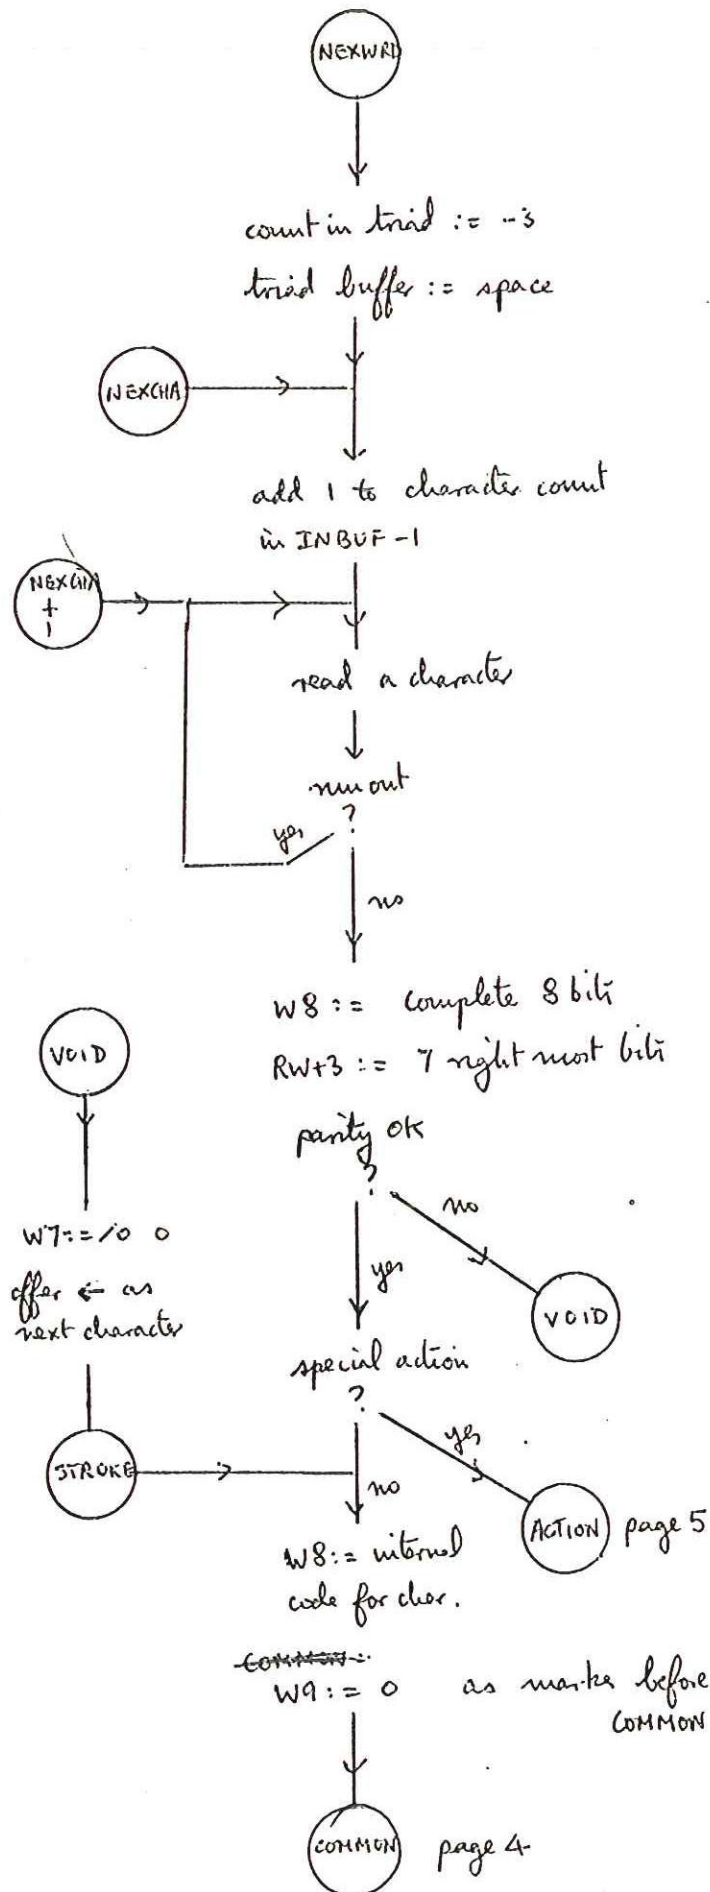 NEXWRD
count in triad := -3
triad buffer := space
NEXCHA
add 1 to character count
in INBUF -1
NEXCHA
+
1
read a character
run out
?
yes
no
W8 := complete 8 bits
RW+3 := 7 right most bits
VOID
parity OK
?
no
yes
W7:=/0 0
offer ← as
next character
VOID
special action
?
yes
STROKE
no
ACTION page 5
W8:= internal
code for char.
COMMON:
W9:= 0 as marker before
COMMON
COMMON page 4